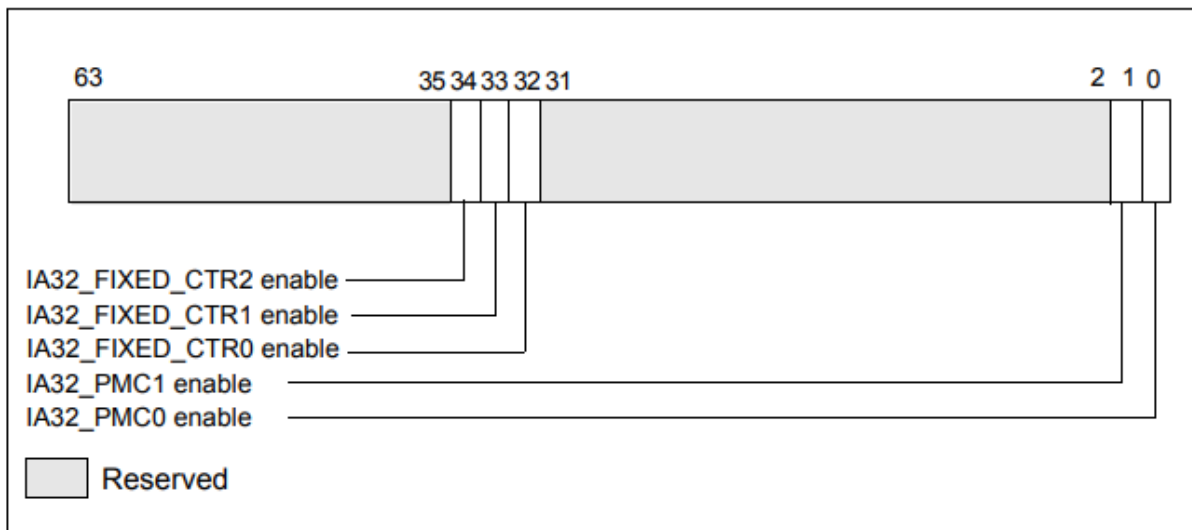 63 35 34 33 32 31 2 1 0
IA32_FIXED_CTR2 enable
IA32_FIXED_CTR1 enable
IA32_FIXED_CTR0 enable
IA32_PMC1 enable
IA32_PMC0 enable
Reserved